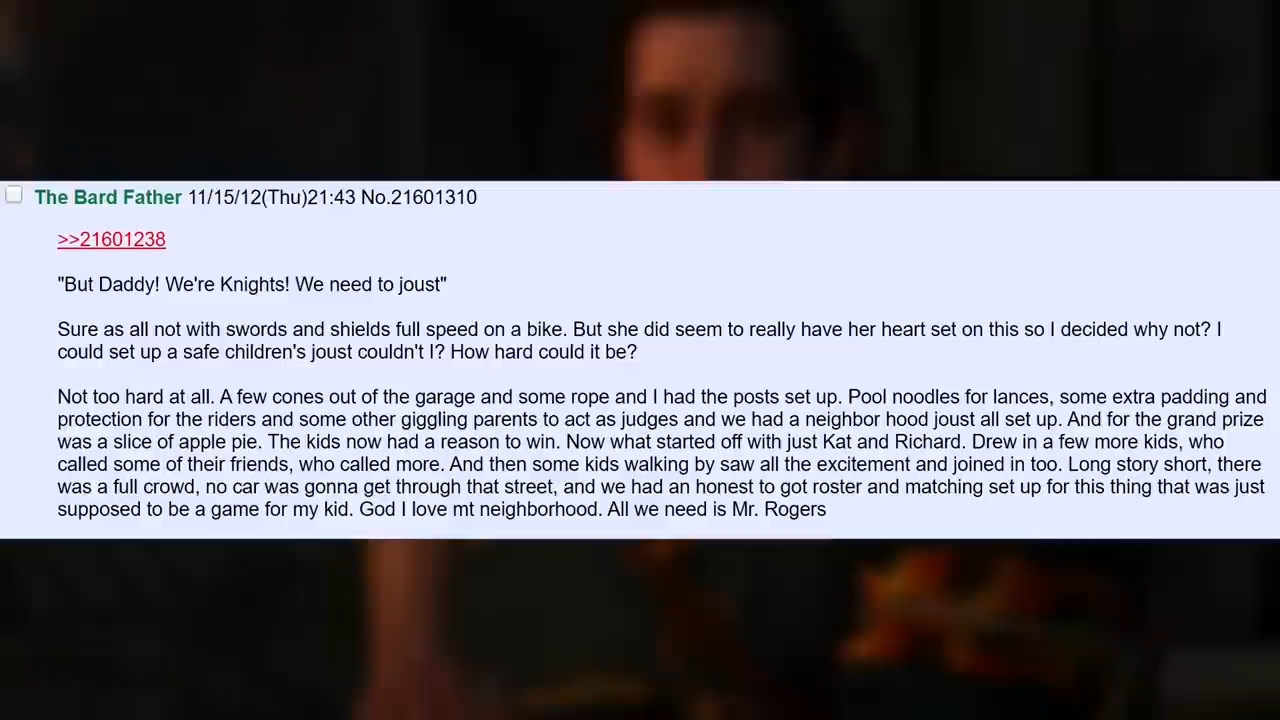 The Bard Father 11/15/12(Thu)21:43 No.21601310
>>21601238
"But Daddy! We're Knights! We need to joust"
Sure as all not with swords and shields full speed on a bike. But she did seem to really have her heart set on this so I decided why not? I
could set up a safe children's joust couldn't I? How hard could it be?
Not too hard at all. A few cones out of the garage and some rope and I had the posts set up. Pool noodles for lances, some extra padding and
protection for the riders and some other giggling parents to act as judges and we had a neighbor hood joust all set up. And for the grand prize
was a slice of apple pie. The kids now had a reason to win. Now what started off with just Kat and Richard. Drew in a few more kids, who
called some of their friends, who called more. And then some kids walking by saw all the excitement and joined in too. Long story short, there
was a full crowd, no car was gonna get through that street, and we had an honest to got roster and matching set up for this thing that was just
supposed to be a game for my kid. God I love mt neighborhood. All we need is Mr. Rogers